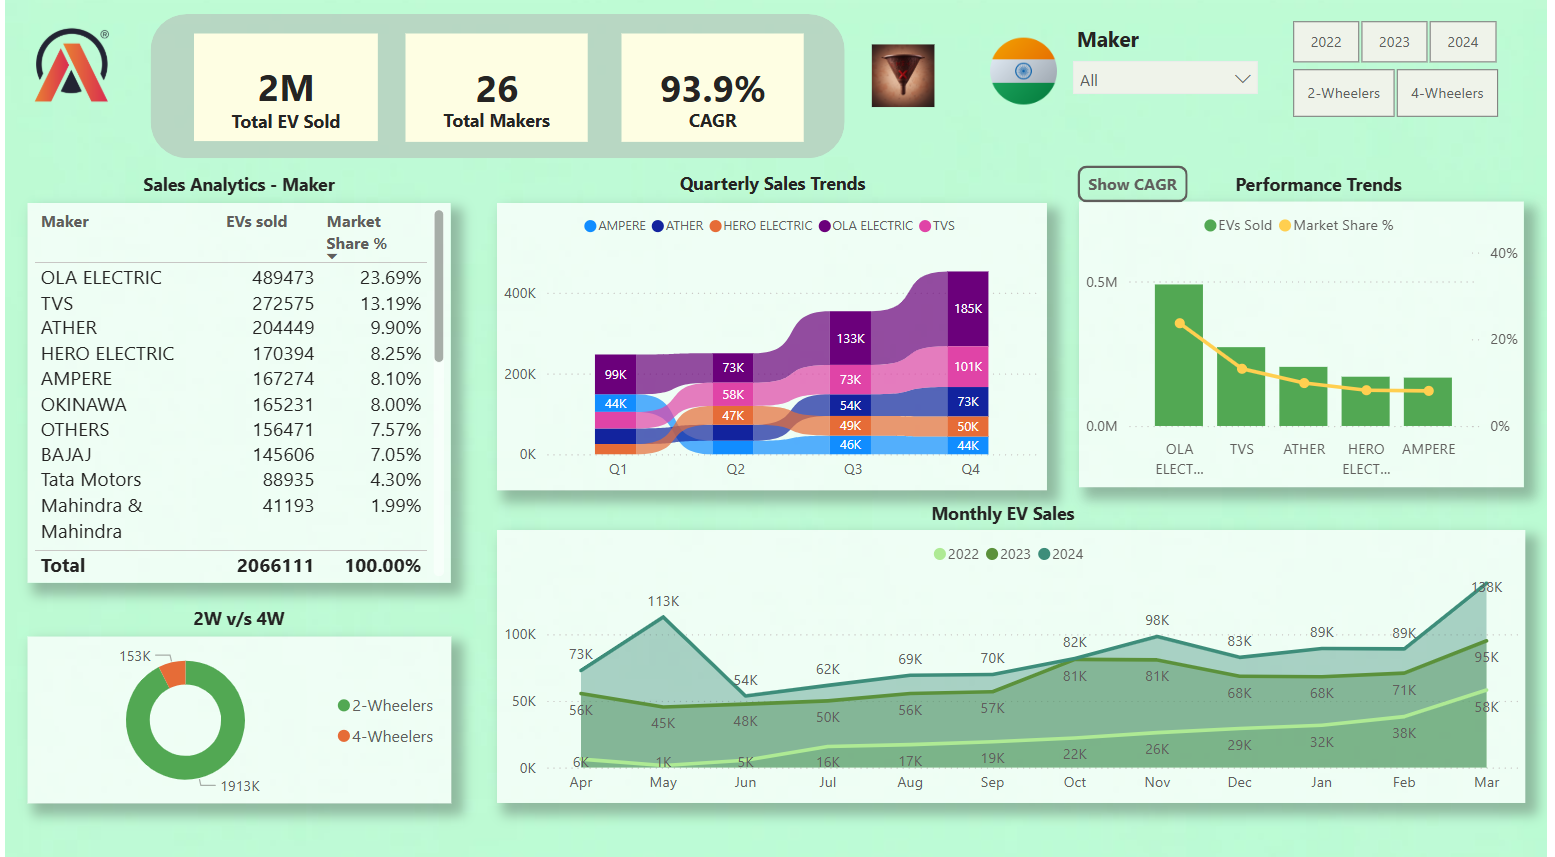 ®
2M
Total EV Sold
26
Total Makers
93.9%
CAGR
Maker
All
2022 2023 2024
2-Wheelers 4-Wheelers
Sales Analytics - Maker
Maker EVs sold Market Share %
OLA ELECTRIC 489473 23.69%
TVS 272575 13.19%
ATHER 204449 9.90%
HERO ELECTRIC 170394 8.25%
AMPERE 167274 8.10%
OKINAWA 165231 8.00%
OTHERS 156471 7.57%
BAJAJ 145606 7.05%
Tata Motors 88935 4.30%
Mahindra & 41193 1.99%
Mahindra
Total 2066111 100.00%
2W v/s 4W
153K
1913K
2-Wheelers
4-Wheelers
Quarterly Sales Trends
AMPERE ATHER HERO ELECTRIC OLA ELECTRIC TVS
400K
200K
0K
99K
44K
73K
58K
47K
133K
73K
54K
49K
46K
185K
101K
73K
50K
44K
Q1 Q2 Q3 Q4
Show CAGR
Performance Trends
EVs Sold Market Share %
0.5M
0.0M
40%
20%
0%
OLA ELECT... TVS ATHER HERO ELECT... AMPERE
Monthly EV Sales
2022 2023 2024
100K
50K
0K
73K 113K 54K 62K 69K 70K 82K 98K 83K 89K 89K 138K
56K 45K 48K 50K 56K 57K 81K 81K 68K 68K 71K 95K
6K 1K 5K 16K 17K 19K 22K 26K 29K 32K 38K 58K
Apr May Jun Jul Aug Sep Oct Nov Dec Jan Feb Mar